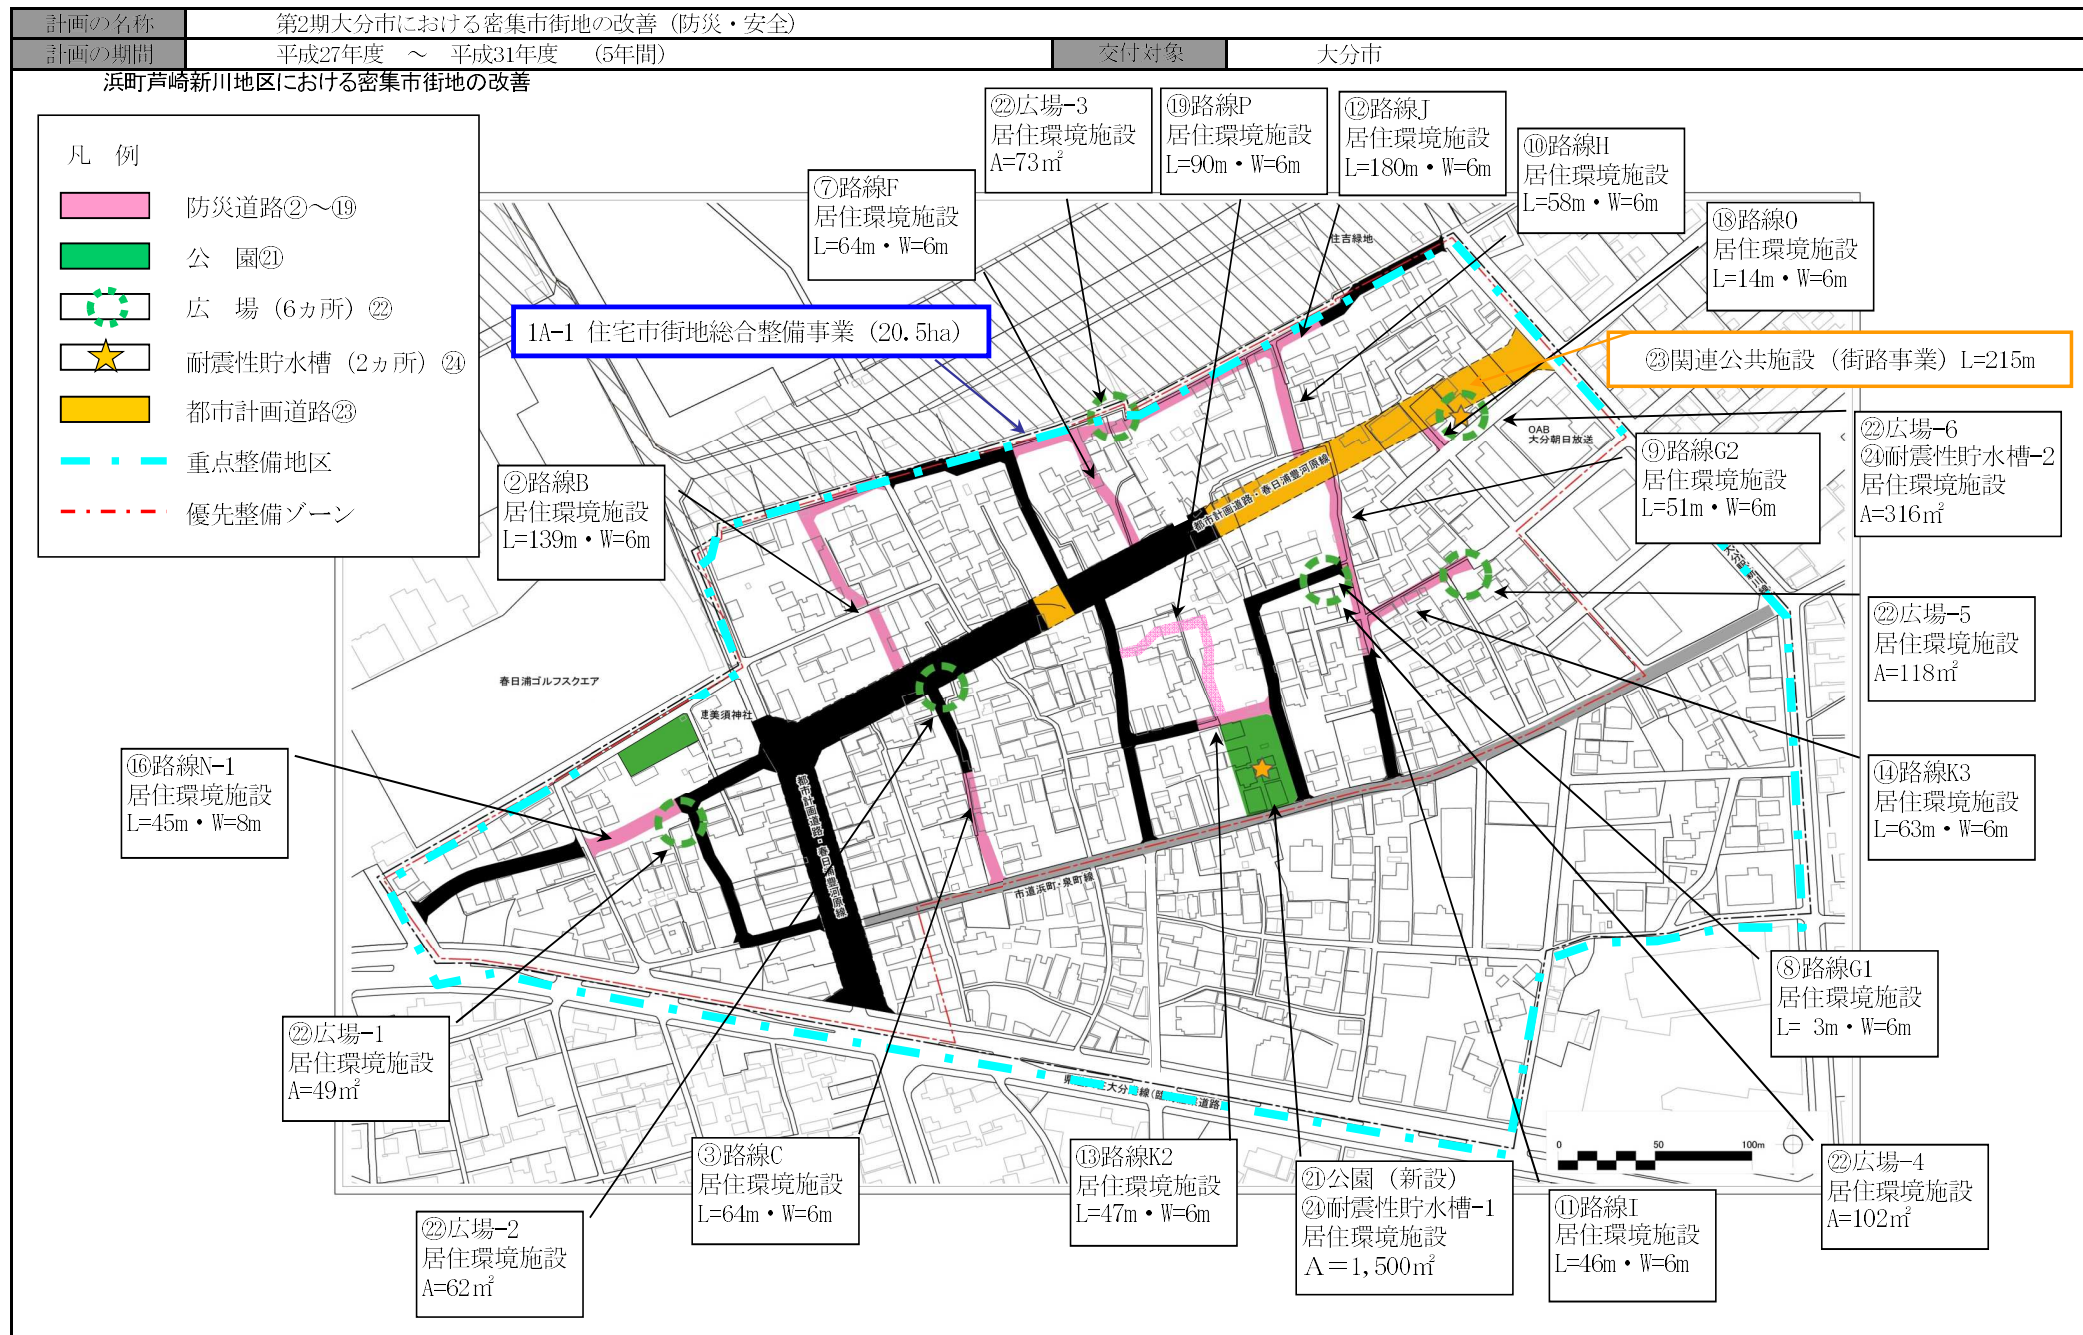 計画の名称
第2期大分市における密集市街地の改善（防災・安全）
計画の期間
平成27年度　～　平成31年度　（5年間）
交付対象
大分市
浜町芦崎新川地区における密集市街地の改善
凡　例
防災道路②～⑲
公　園㉑
広　場（6ヵ所）㉒
耐震性貯水槽（2ヵ所）㉔
都市計画道路㉓
重点整備地区
優先整備ゾーン
㉒広場-3
居住環境施設
A=73㎡
⑲路線P
居住環境施設
L=90m・W=6m
⑫路線J
居住環境施設
L=180m・W=6m
⑩路線H
居住環境施設
L=58m・W=6m
⑦路線F
居住環境施設
L=64m・W=6m
⑱路線O
居住環境施設
L=14m・W=6m
住吉緑地
1A-1 住宅市街地総合整備事業（20.5ha）
㉓関連公共施設（街路事業）L=215m
OAB
大分朝日放送
㉒広場-6
㉔耐震性貯水槽-2
居住環境施設
A=316㎡
⑨路線G2
居住環境施設
L=51m・W=6m
②路線B
居住環境施設
L=139m・W=6m
都市計画道路・春日浦豊河原線
㉒広場-5
居住環境施設
A=118㎡
春日浦ゴルフスクエア
恵美須神社
⑯路線N-1
居住環境施設
L=45m・W=8m
⑭路線K3
居住環境施設
L=63m・W=6m
都市計画道路・春日浦豊河原線
市道浜町・泉町線
⑧路線G1
居住環境施設
L= 3m・W=6m
㉒広場-1
居住環境施設
A=49㎡
0 50 100m
③路線C
居住環境施設
L=64m・W=6m
⑬路線K2
居住環境施設
L=47m・W=6m
㉑公園（新設）
㉔耐震性貯水槽-1
居住環境施設
A＝1,500㎡
⑪路線I
居住環境施設
L=46m・W=6m
㉒広場-4
居住環境施設
A=102㎡
㉒広場-2
居住環境施設
A=62㎡